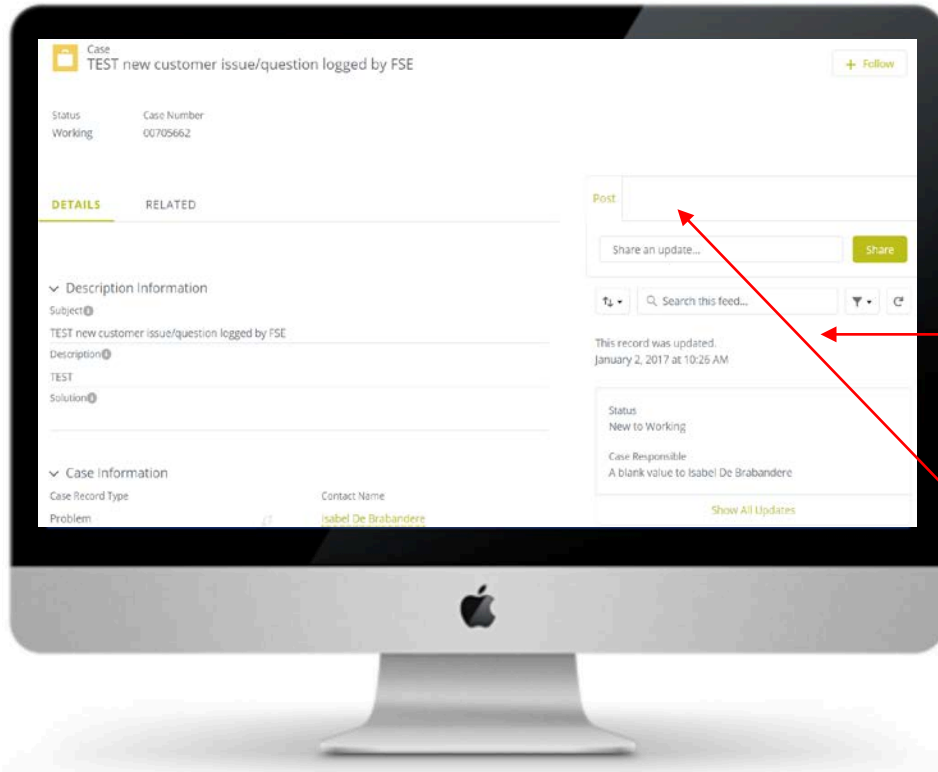 Case
TEST new customer issue/question logged by FSE
+ Follow
Status Case Number
Working 00705662
DETAILS RELATED
Post
Share an update...
Share
Search this feed...
This record was updated.
January 2, 2017 at 10:26 AM
Status
New to Working
Case Responsible
A blank value to Isabel De Brabandere
Show All Updates
Description Information
Subject
TEST new customer issue/question logged by FSE
Description
TEST
Solution
Case Information
Case Record Type Contact Name
Problem Isabel De Brabandere